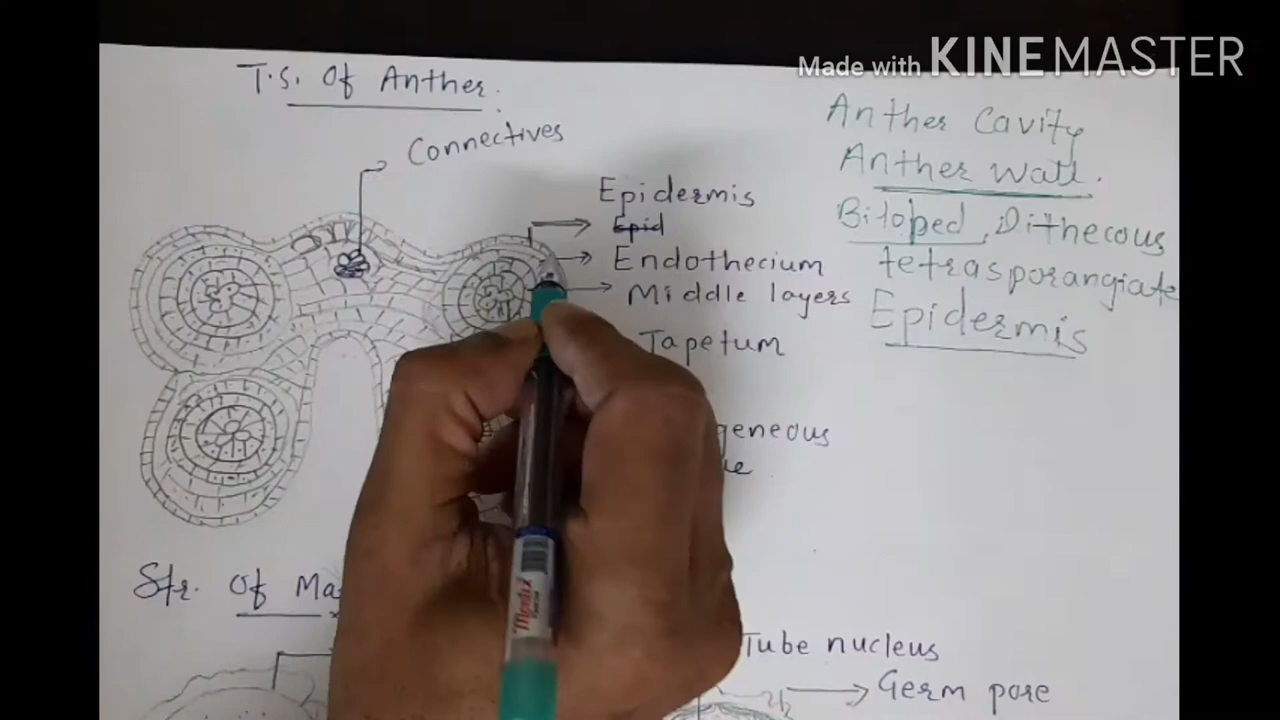 Made with KINEMASTER
T.S. Of Anther.
Connectives
Epidermis
Epid
Endothecium
Middle layers
Tapetum
geneous
ue
Anther Cavity
Anther Wall.
Biloped, Dithecous
tetrasporangiate
Epidermis
Str. Of Ma
Tube nucleus
Germ pore